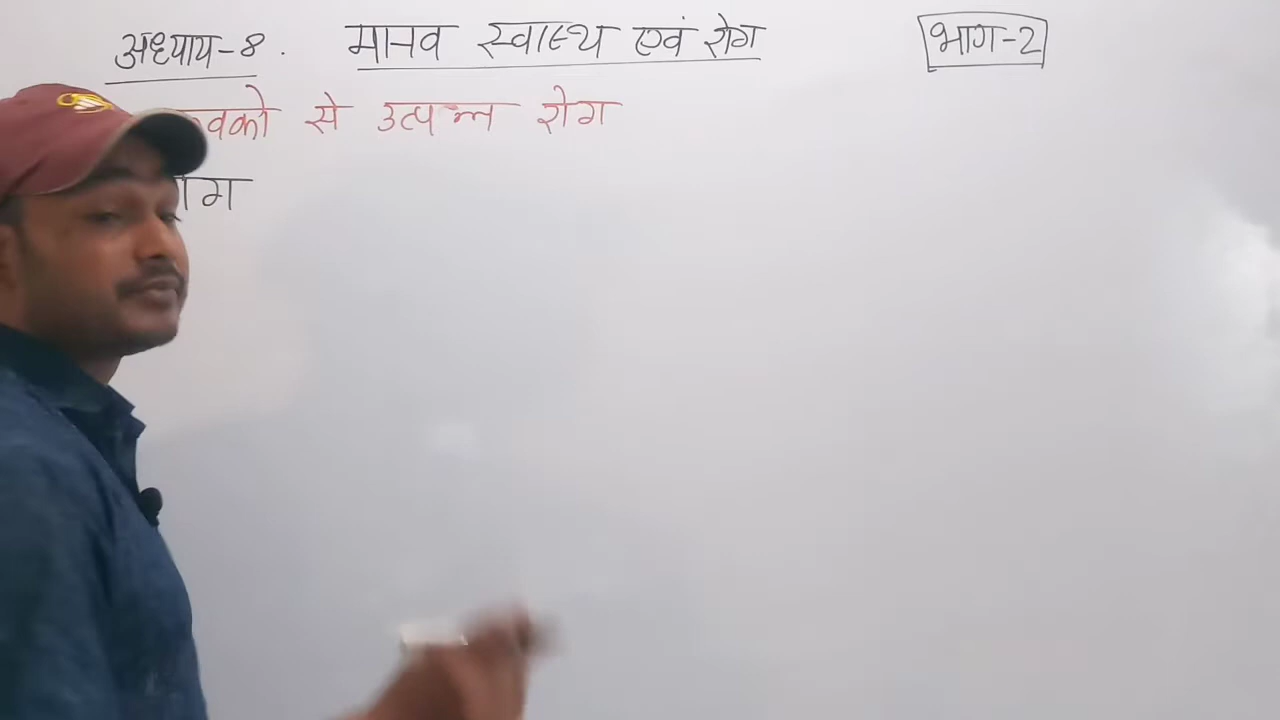 अध्याय-8. मानव स्वास्थ्य एवं रोग भाग-2
से उत्पन्न रोग